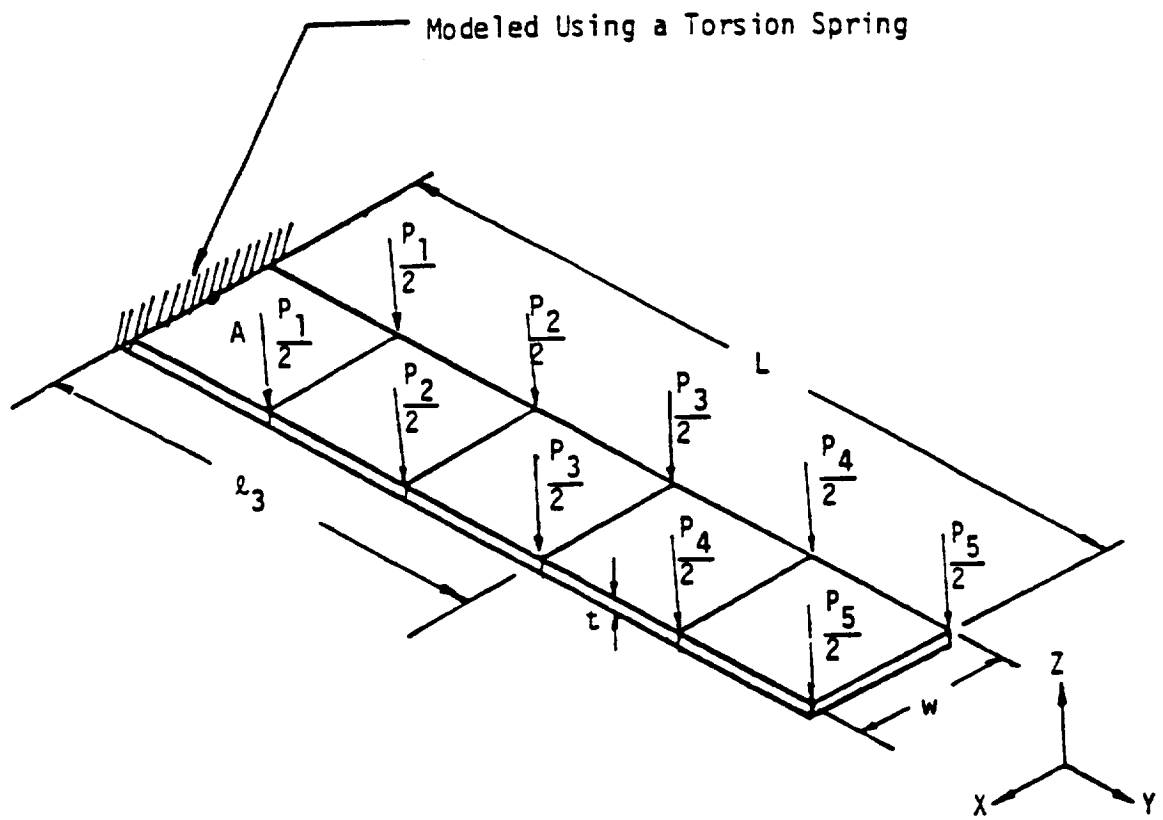 Modeled Using a Torsion Spring
P1/2
P2/2
L
A P1/2
P2/2
P3/2
P3/2
P4/2
ℓ3
P4/2
P5/2
t
P5/2
Z
w
X
Y